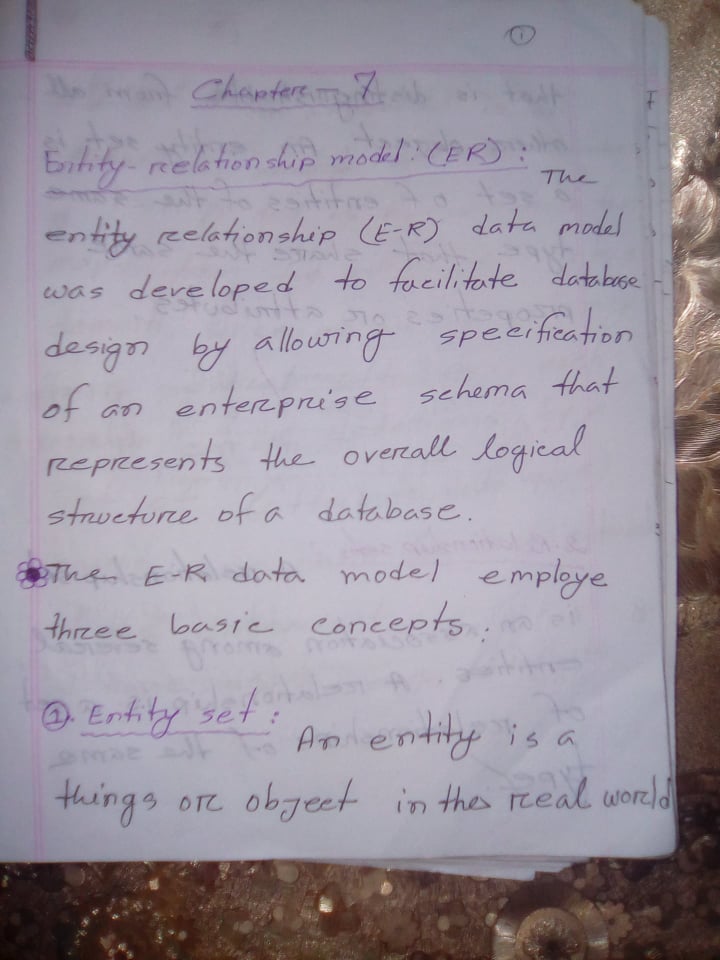 1
Chapter - 7
Entity-relationship model: (ER):
The
entity relationship (E-R) data model
was developed to facilitate database
design by allowing specification
of an enterprise schema that
represents the overall logical
structure of a database.
The E-R data model employe
three basic concepts:
1. Entity set:
An entity is a
things or object in the real world